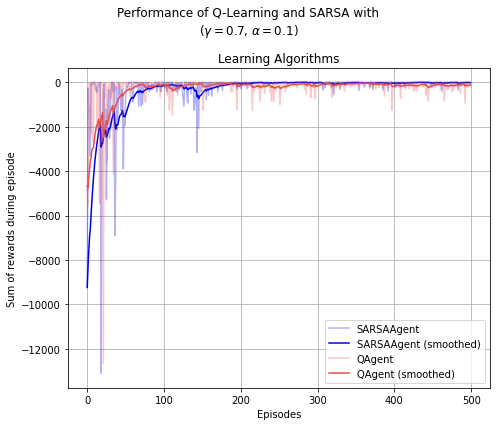 Performance of Q-Learning and SARSA with
(γ = 0.7, α = 0.1)
Learning Algorithms
Sum of rewards during episode
0
−2000
−4000
−6000
−8000
−10000
−12000
SARSAAgent
SARSAAgent (smoothed)
QAgent
QAgent (smoothed)
0 100 200 300 400 500
Episodes